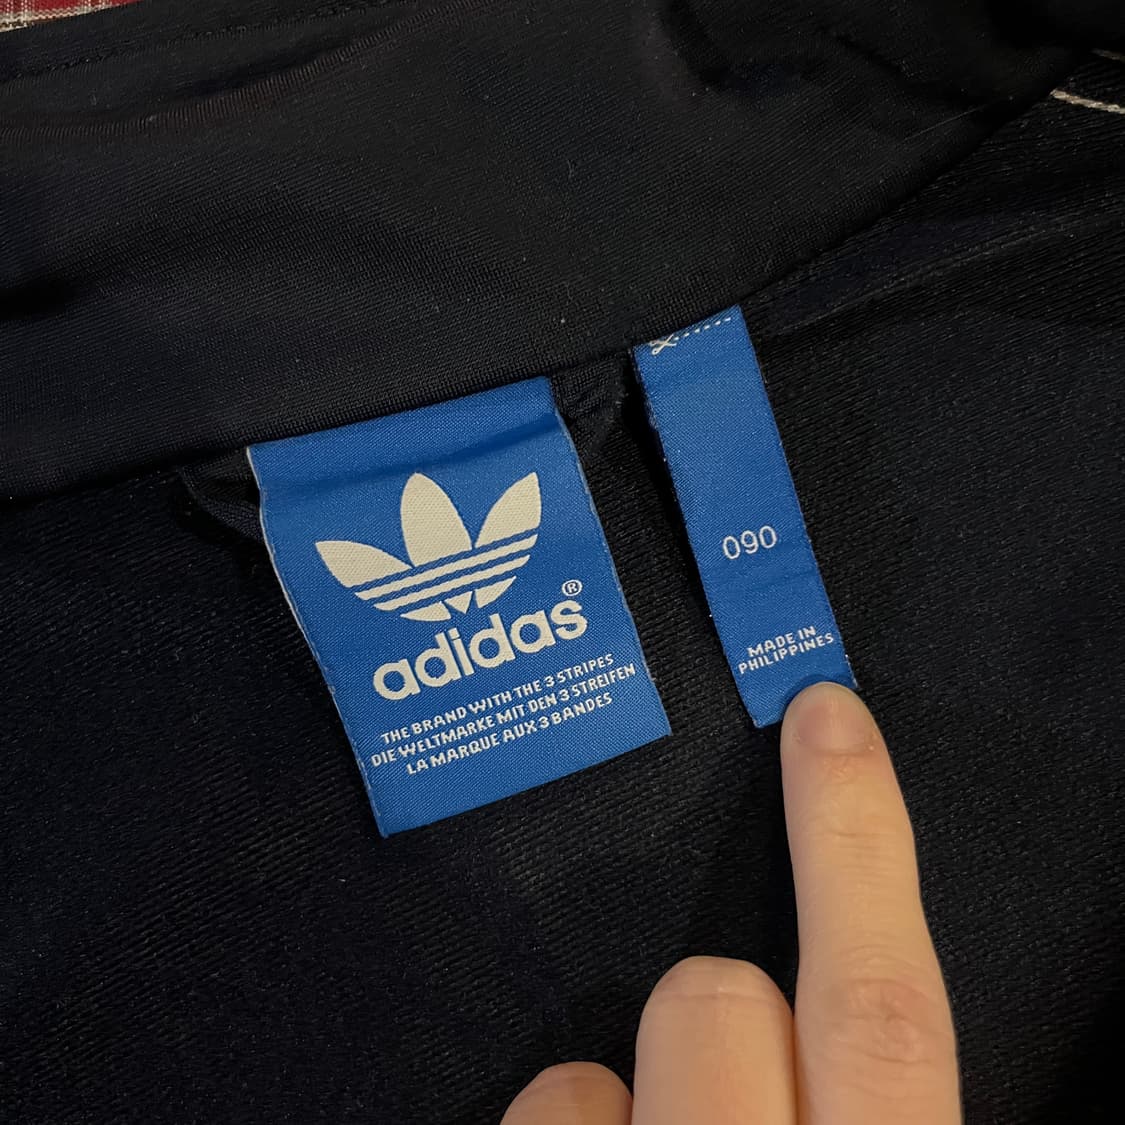 adidas®
THE BRAND WITH THE 3 STRIPES
DIE WELTMARKE MIT DEN 3 STREIFEN
LA MARQUE AUX 3 BANDES
090
MADE IN
PHILIPPINES